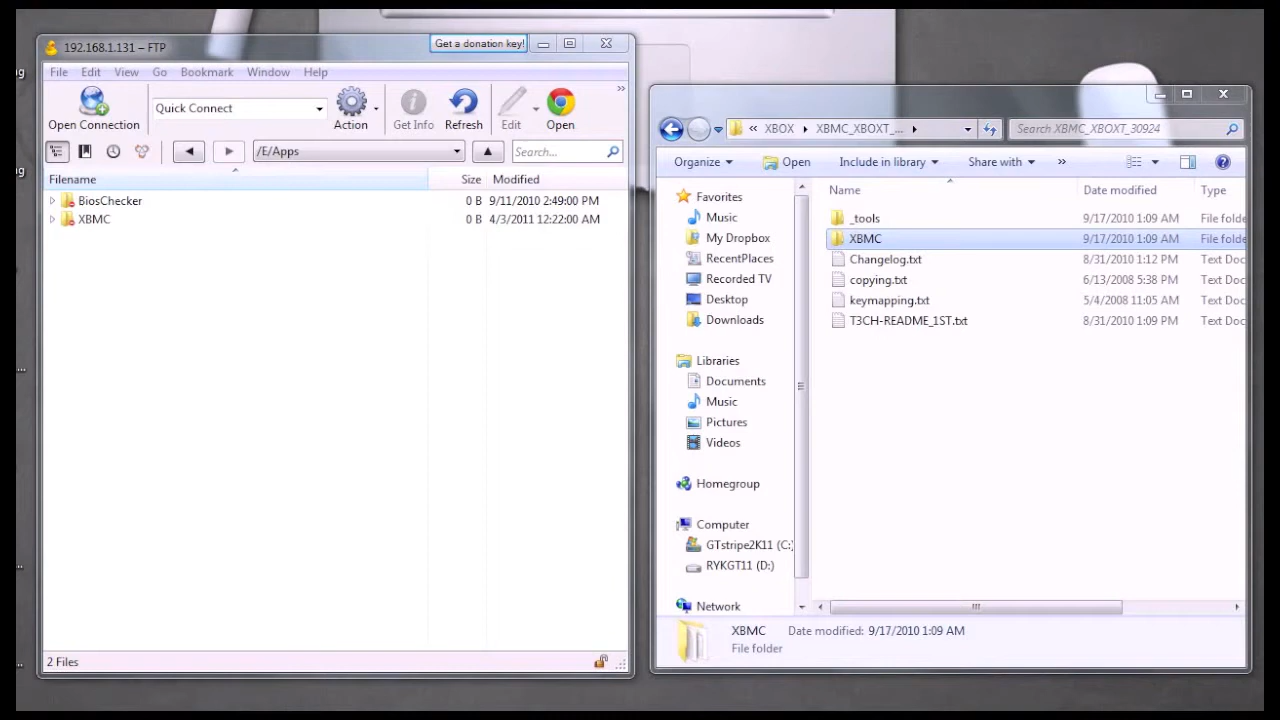 192.168.1.131 – FTP
Get a donation key!
File Edit View Go Bookmark Window Help
Open Connection
Quick Connect
Action
Get Info
Refresh
Edit
Open
/E/Apps
Search...
Filename Size Modified
BiosChecker 0 B 9/11/2010 2:49:00 PM
XBMC 0 B 4/3/2011 12:22:00 AM
2 Files
XBOX XBMC_XBOXT_...
Search XBMC_XBOXT_30924
Organize Open Include in library Share with
Favorites
Music
My Dropbox
RecentPlaces
Recorded TV
Desktop
Downloads
Libraries
Documents
Music
Pictures
Videos
Homegroup
Computer
GTstripe2K11 (C:)
RYKGT11 (D:)
Network
Name Date modified Type
_tools 9/17/2010 1:09 AM File folde
XBMC 9/17/2010 1:09 AM File folde
Changelog.txt 8/31/2010 1:12 PM Text Doc
copying.txt 6/13/2008 5:38 PM Text Doc
keymapping.txt 5/4/2008 11:05 AM Text Doc
T3CH-README_1ST.txt 8/31/2010 1:09 PM Text Doc
XBMC Date modified: 9/17/2010 1:09 AM
File folder